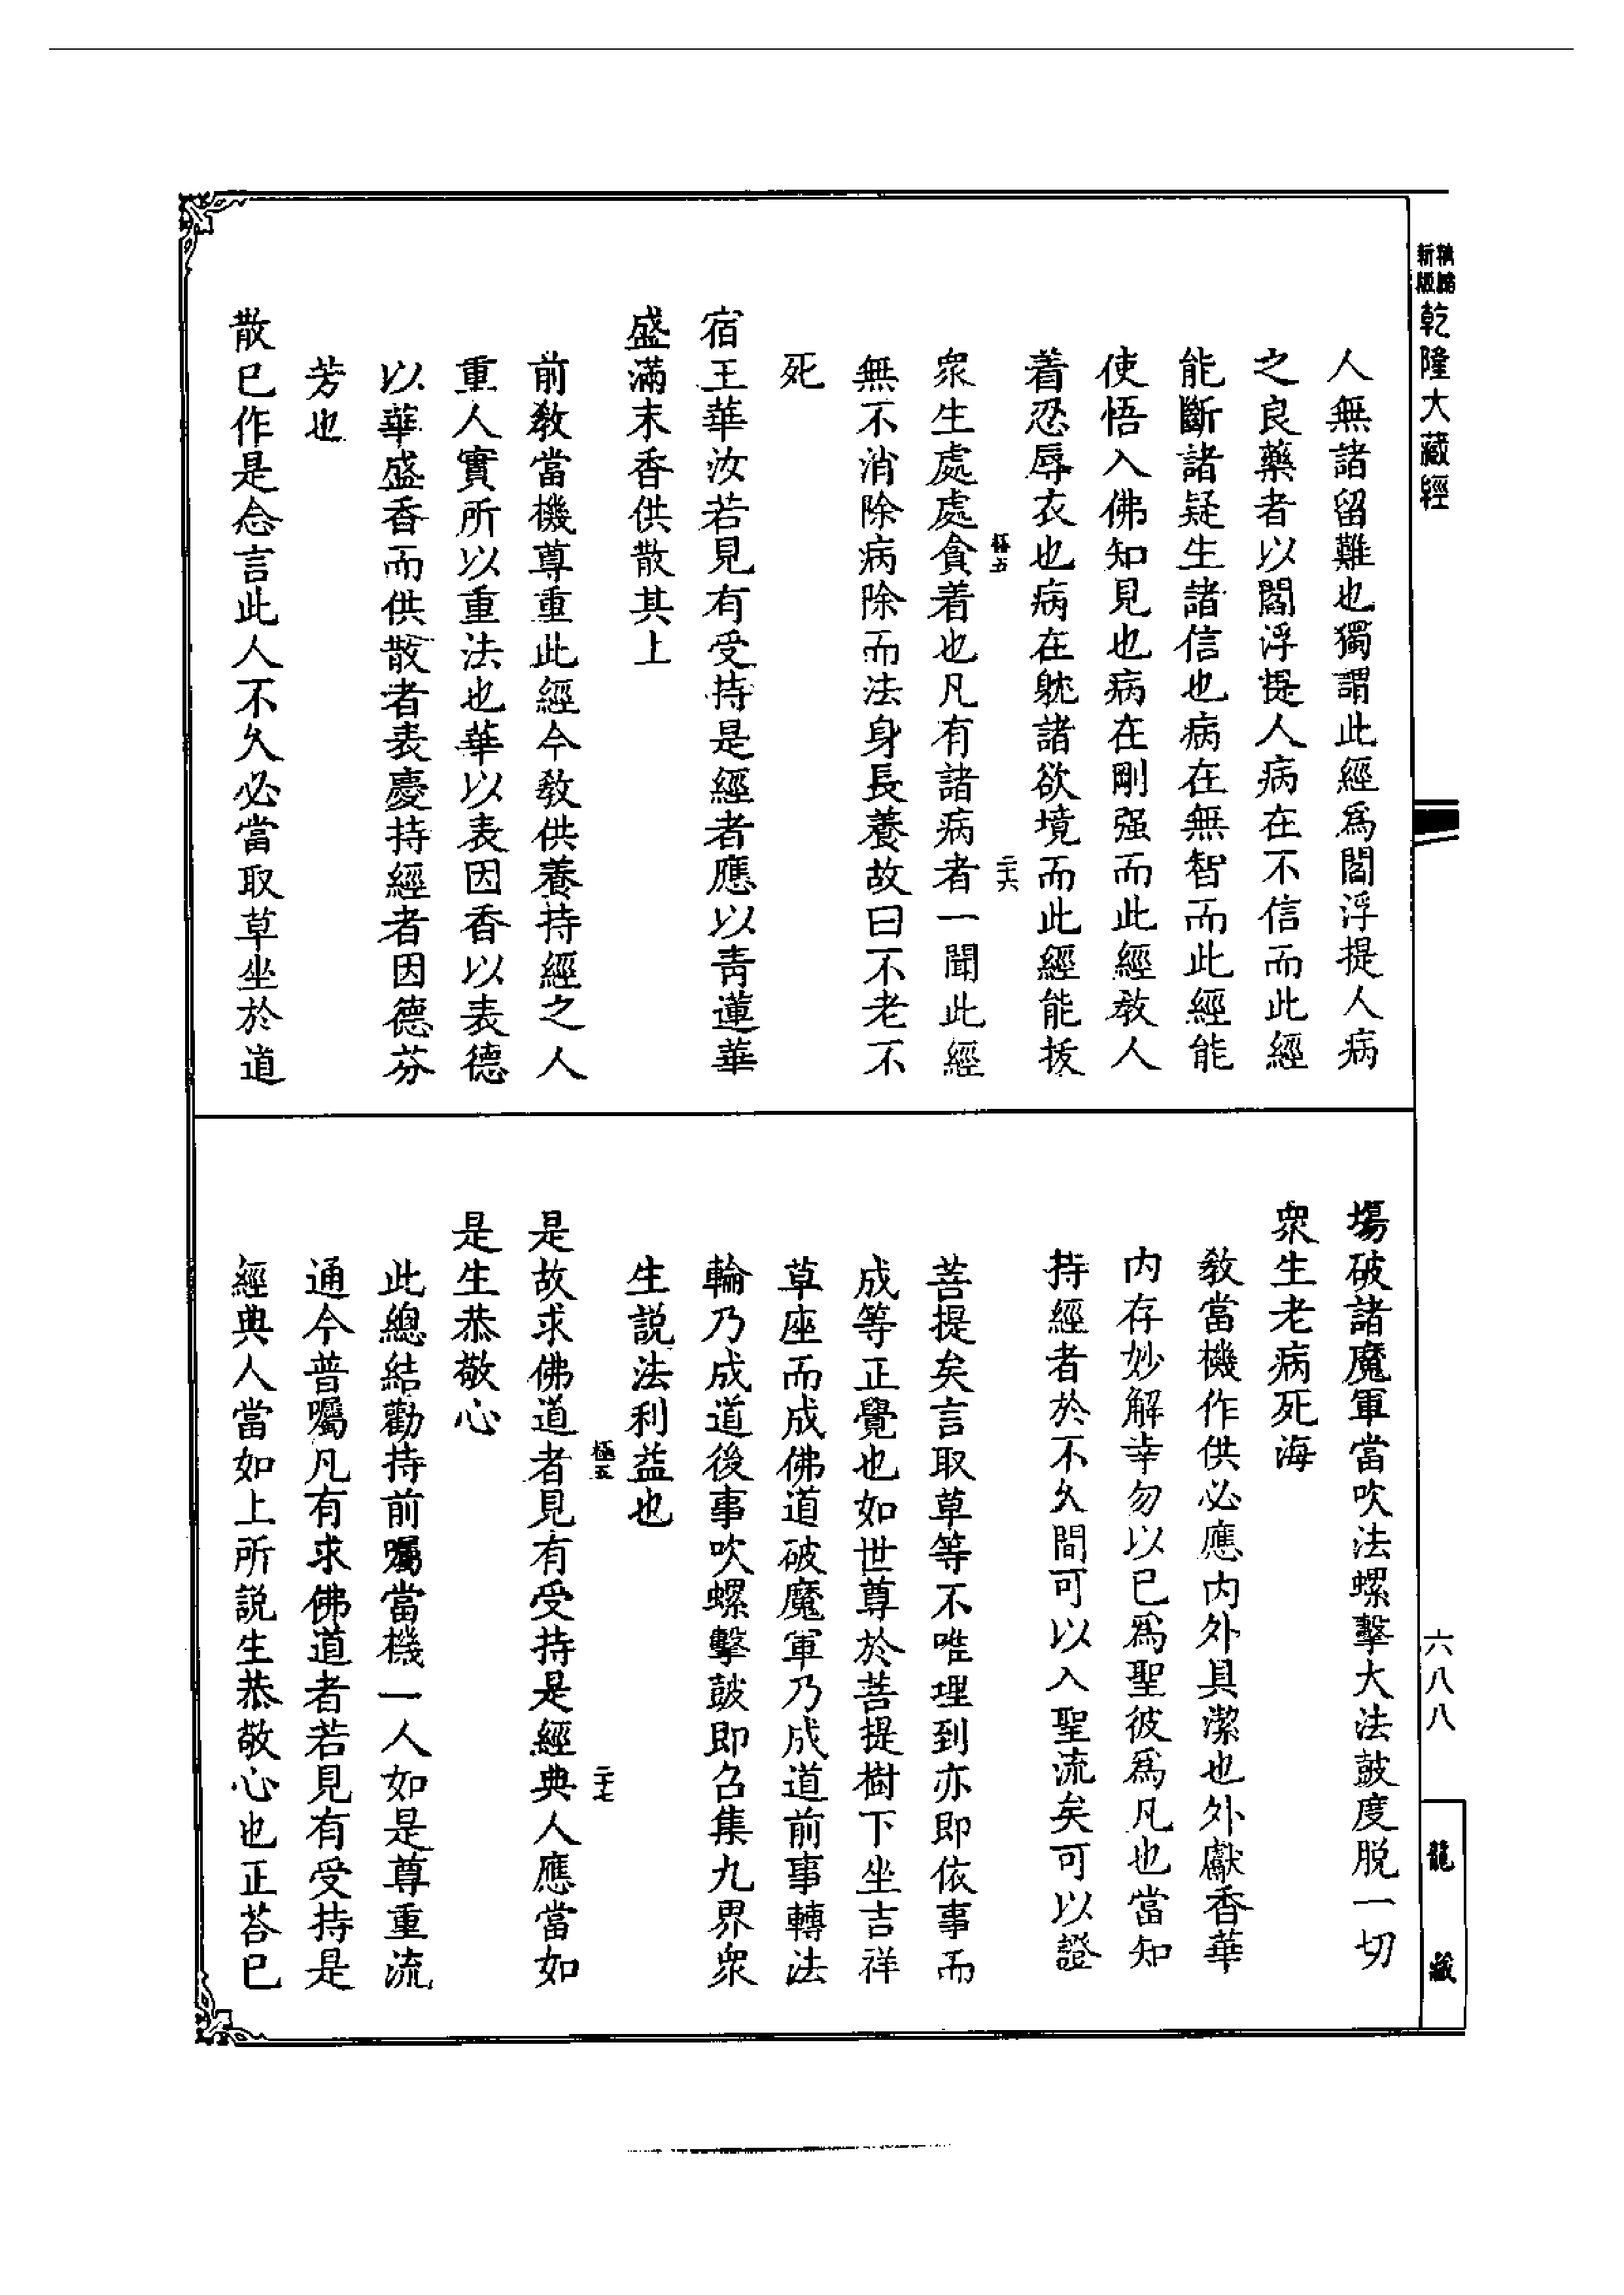 新版精縮
乾隆大藏經
人無諸留難也獨謂此經爲閻浮提人病
之良藥者以閻浮提人病在不信而此經
能斷諸疑生諸信也病在無智而此經能
使悟入佛知見也病在剛强而此經教人
着忍辱衣也病在躭諸欲境而此經能拔
衆生處處貪着也凡有諸病者一聞此經
無不消除病除而法身長養故曰不老不
死
宿王華汝若見有受持是經者應以青蓮華
盛滿末香供散其上
前教當機尊重此經今教供養持經之人
重人實所以重法也華以表因香以表德
以華盛香而供散者表慶持經者因德芬
芳也
散已作是念言此人不久必當取草坐於道
二十六
場破諸魔軍當吹法螺擊大法鼓度脫一切
衆生老病死海
教當機作供必應内外具潔也外獻香華
内存妙解幸勿以已爲聖彼爲凡也當知
持經者於不久間可以入聖流矣可以證
菩提矣言取草等不唯理到亦即依事而
成等正覺也如世尊於菩提樹下坐吉祥
草座而成佛道破魔軍乃成道前事轉法
輪乃成道後事吹螺擊鼓即召集九界衆
生説法利益也
極五
二十七
是故求佛道者見有受持是經典人應當如
是生恭敬心
此總結勸持前囑當機一人如是尊重流
通今普囑凡有求佛道者若見有受持是
經典人當如上所説生恭敬心也正荅已
六八八
龍藏